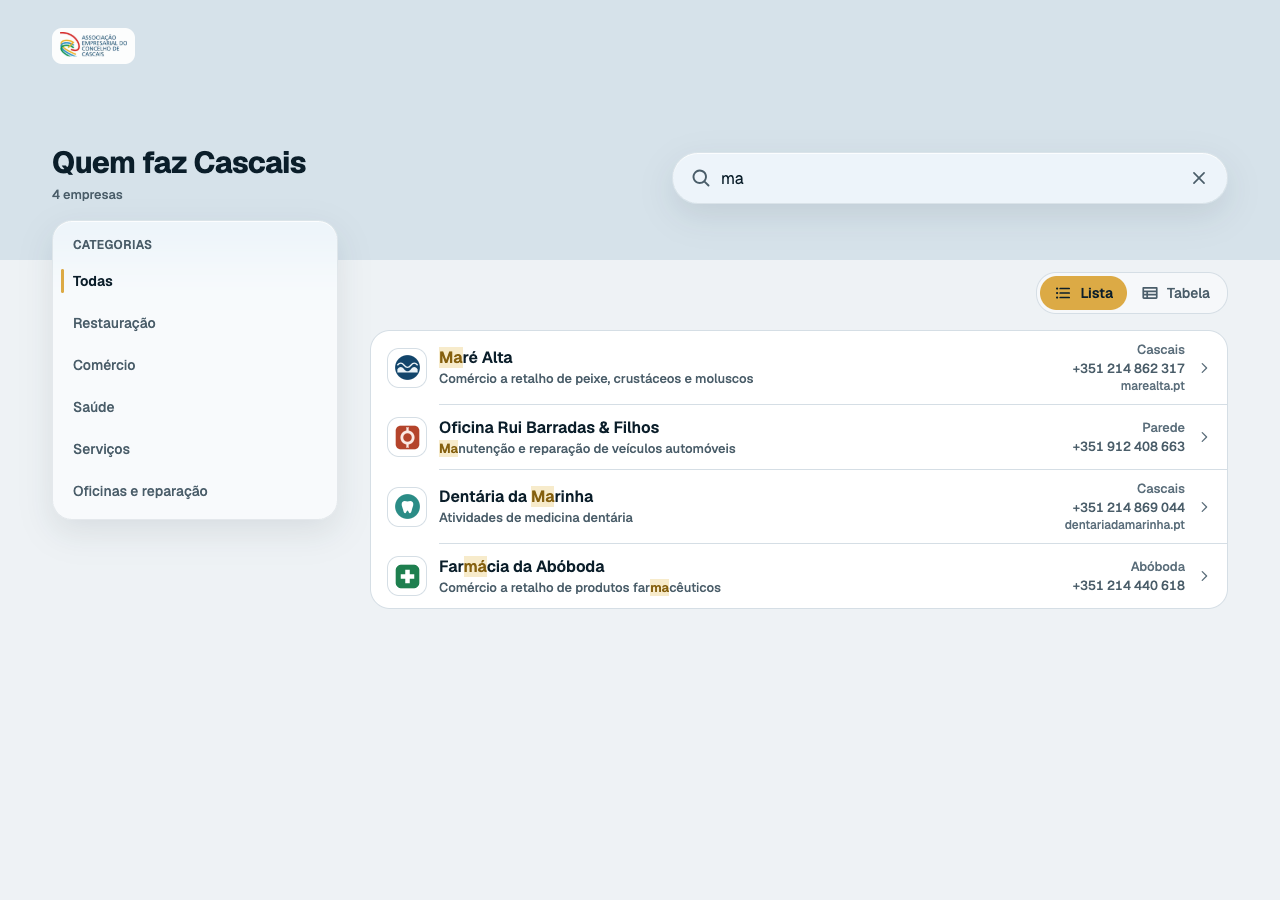 ASSOCIAÇÃO
EMPRESARIAL DO
CONCELHO DE
CASCAIS
Quem faz Cascais
4 empresas
ma
CATEGORIAS
Todas
Restauração
Comércio
Saúde
Serviços
Oficinas e reparação
Lista
Tabela
Maré Alta
Comércio a retalho de peixe, crustáceos e moluscos
Cascais
+351 214 862 317
marealta.pt
Oficina Rui Barradas & Filhos
Manutenção e reparação de veículos automóveis
Parede
+351 912 408 663
Dentária da Marinha
Atividades de medicina dentária
Cascais
+351 214 869 044
dentariadamarinha.pt
Farmácia da Abóboda
Comércio a retalho de produtos farmacêuticos
Abóboda
+351 214 440 618